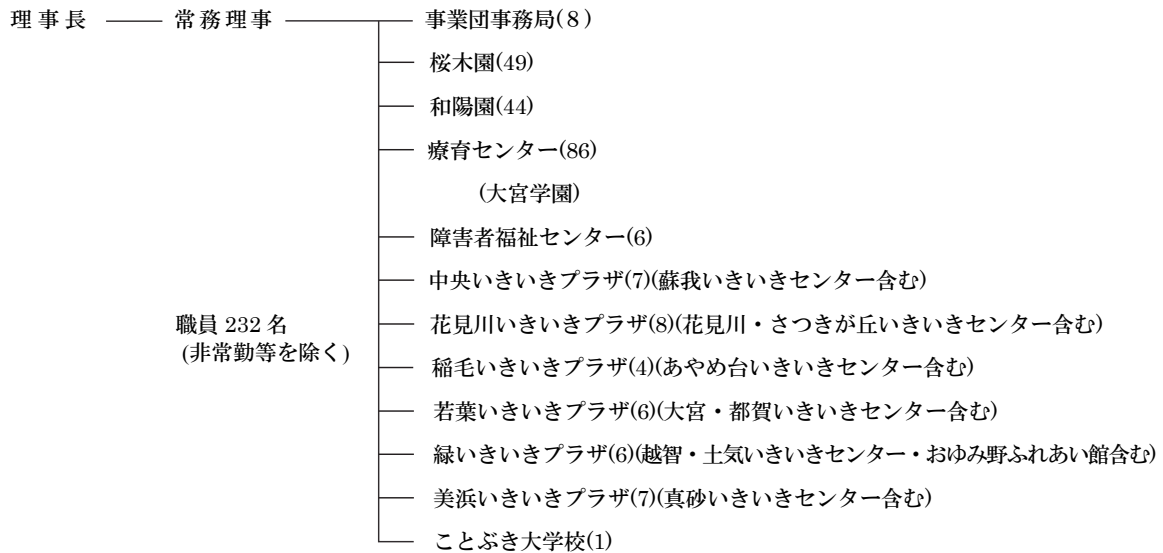 理事長 常務理事 事業団事務局(8)
桜木園(49)
和陽園(44)
療育センター(86)
(大宮学園)
障害者福祉センター(6)
中央いきいきプラザ(7)(蘇我いきいきセンター含む)
職員 232 名
(非常勤等を除く)
花見川いきいきプラザ(8)(花見川・さつきが丘いきいきセンター含む)
稲毛いきいきプラザ(4)(あやめ台いきいきセンター含む)
若葉いきいきプラザ(6)(大宮・都賀いきいきセンター含む)
緑いきいきプラザ(6)(越智・土気いきいきセンター・おゆみ野ふれあい館含む)
美浜いきいきプラザ(7)(真砂いきいきセンター含む)
ことぶき大学校(1)